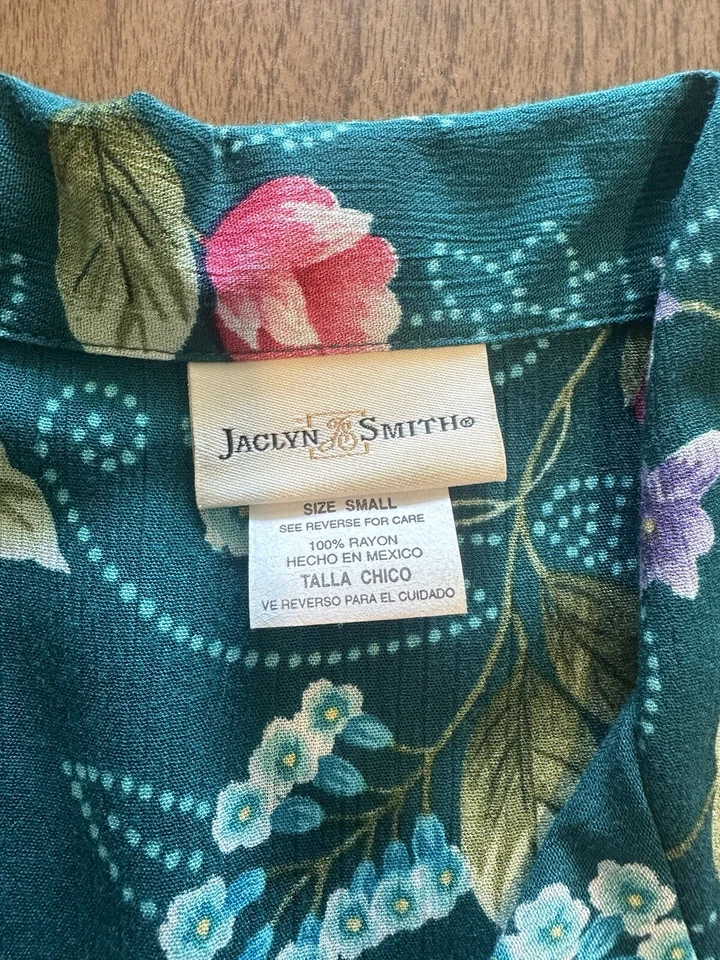 JACLYN JS SMITH®
SIZE SMALL
SEE REVERSE FOR CARE
100% RAYON
HECHO EN MEXICO
TALLA CHICO
VE REVERSO PARA EL CUIDADO